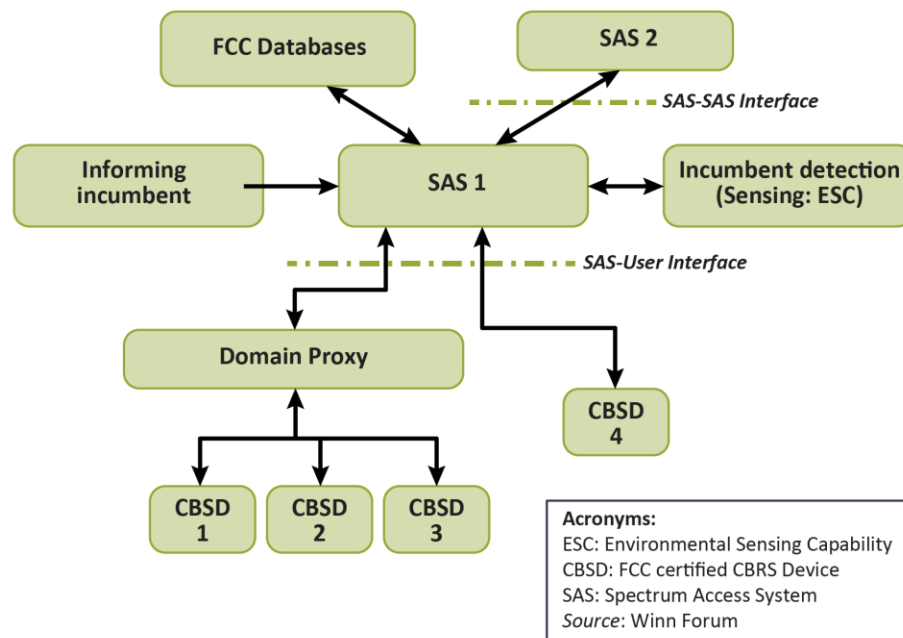 FCC Databases
SAS 2
SAS-SAS Interface
Informing
incumbent
SAS 1
Incumbent detection
(Sensing: ESC)
SAS-User Interface
Domain Proxy
CBSD
4
CBSD
1
CBSD
2
CBSD
3
Acronyms:
ESC: Environmental Sensing Capability
CBSD: FCC certified CBRS Device
SAS: Spectrum Access System
Source: Winn Forum